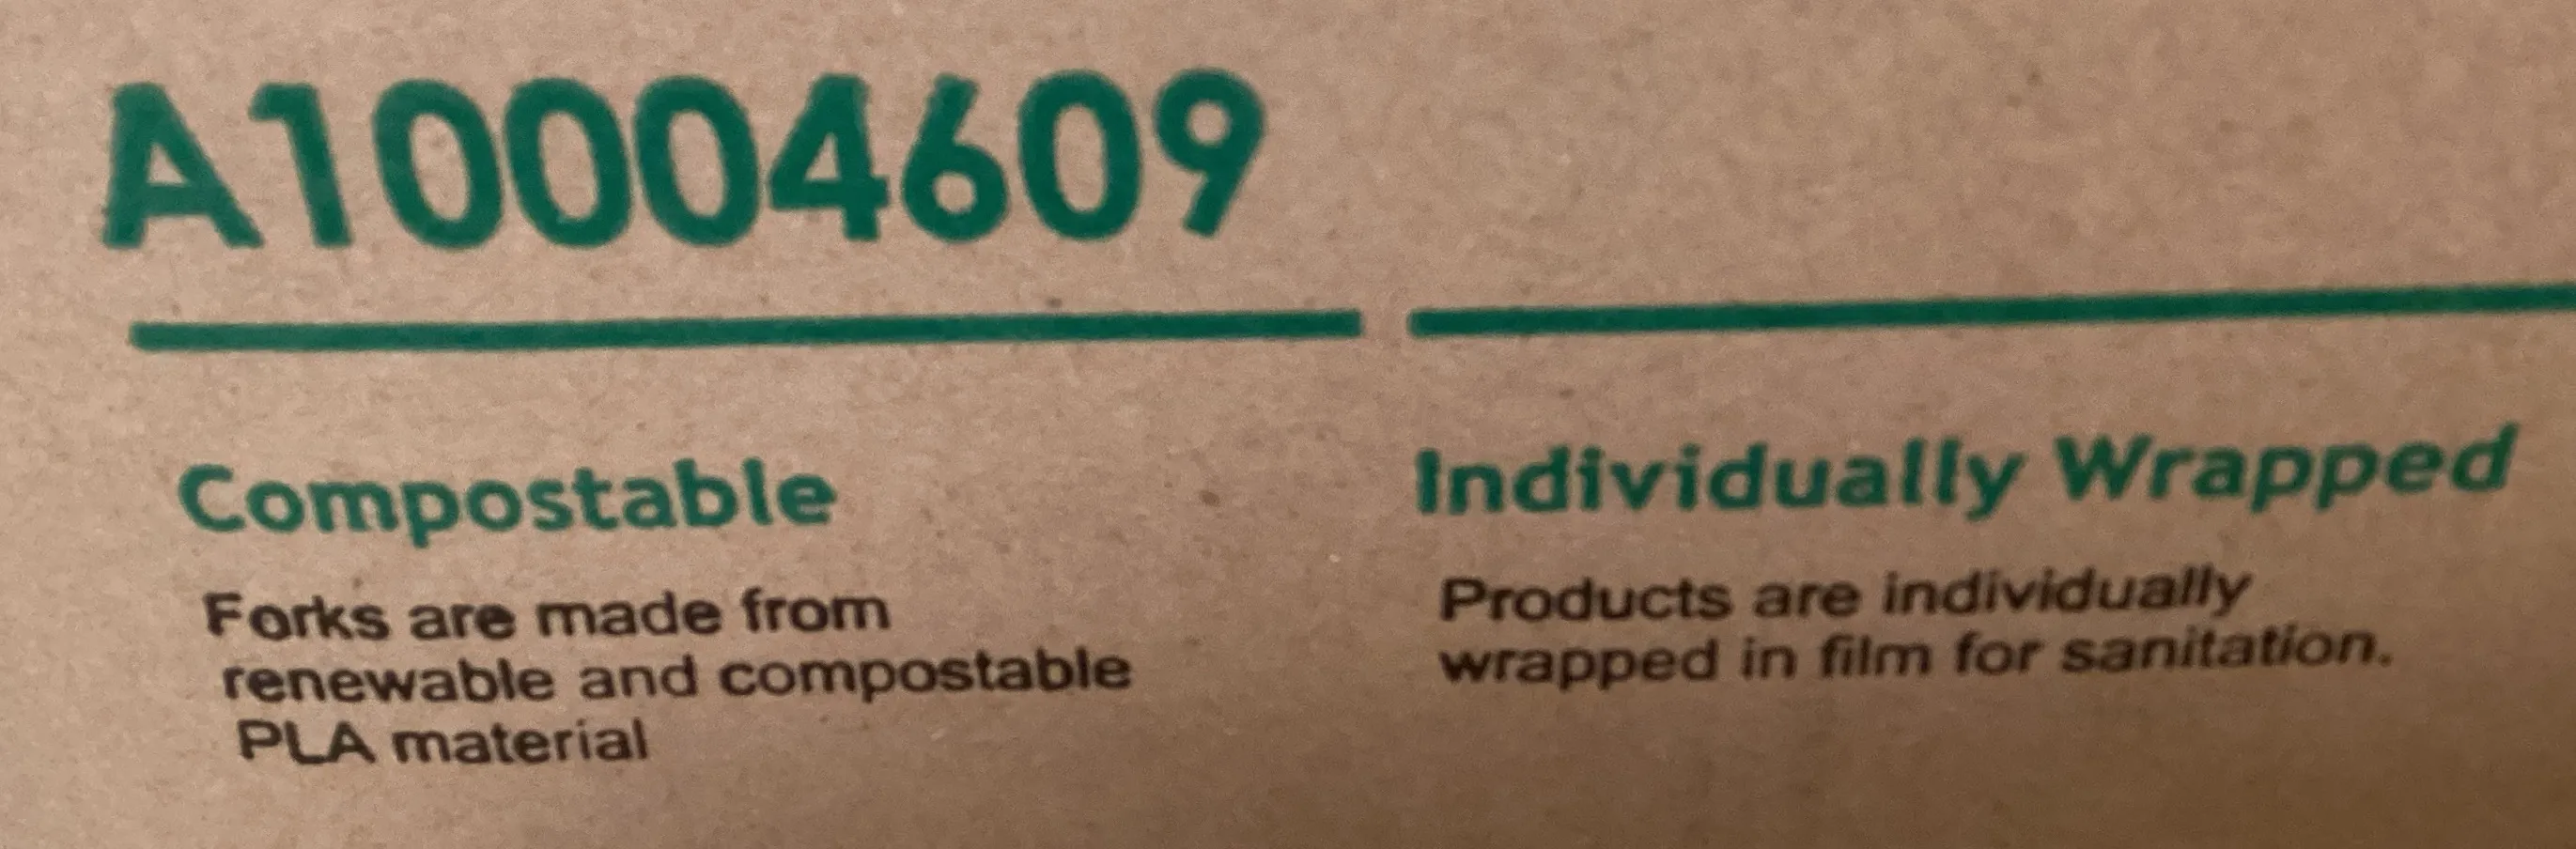 A10004609
Compostable
Forks are made from
renewable and compostable
PLA material
Individually Wrapped
Products are individually
wrapped in film for sanitation.